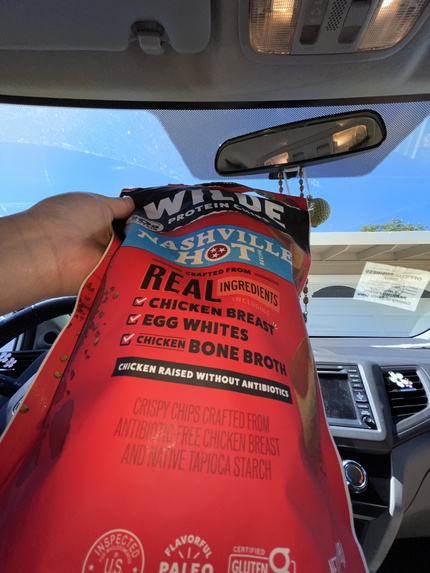 WILDE
PROTEIN CHIPS
NASHVILLE
HOT
CRAFTED FROM
REAL INGREDIENTS
INCLUDING
CHICKEN BREAST
EGG WHITES
CHICKEN BONE BROTH
CHICKEN RAISED WITHOUT ANTIBIOTICS
CRISPY CHIPS CRAFTED FROM
ANTIBIOTIC-FREE CHICKEN BREAST
AND NATIVE TAPIOCA STARCH
INSPECTED
U.S.
FLAVORFUL
PALEO
CERTIFIED
GLUTEN